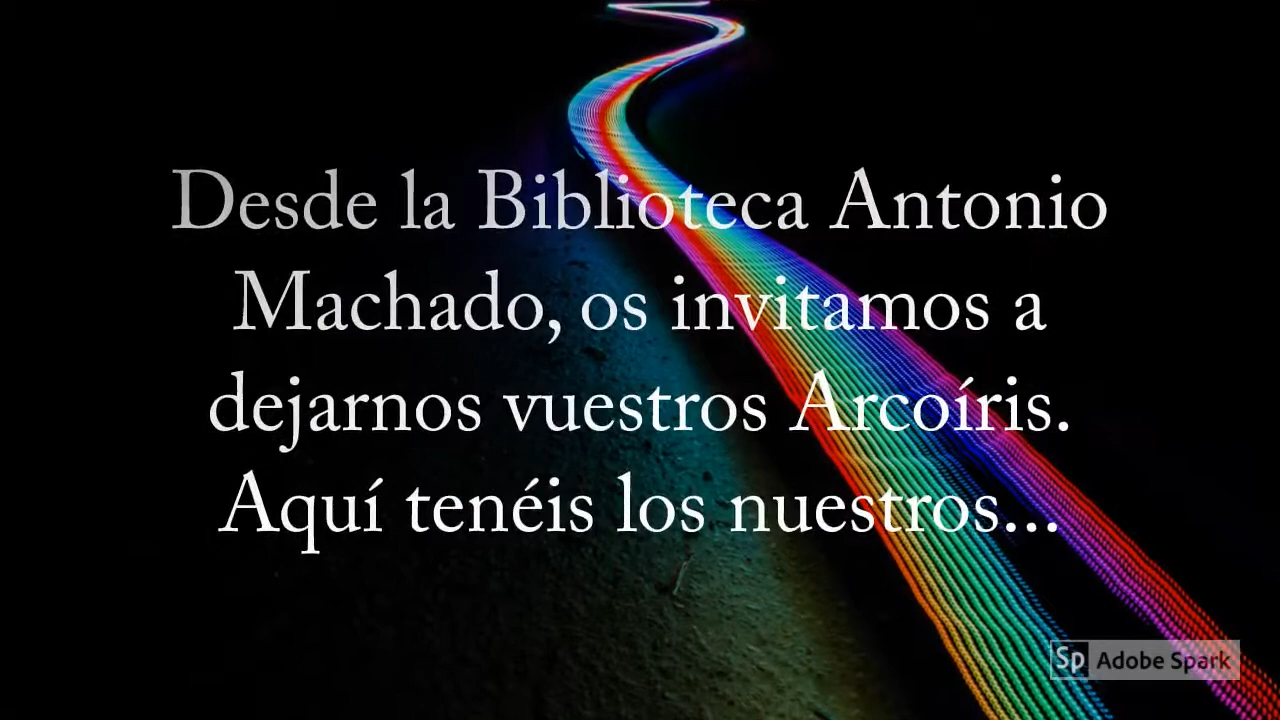 Desde la Biblioteca Antonio
Machado, os invitamos a
dejarnos vuestros Arcoíris.
Aquí tenéis los nuestros...
Sp Adobe Spark